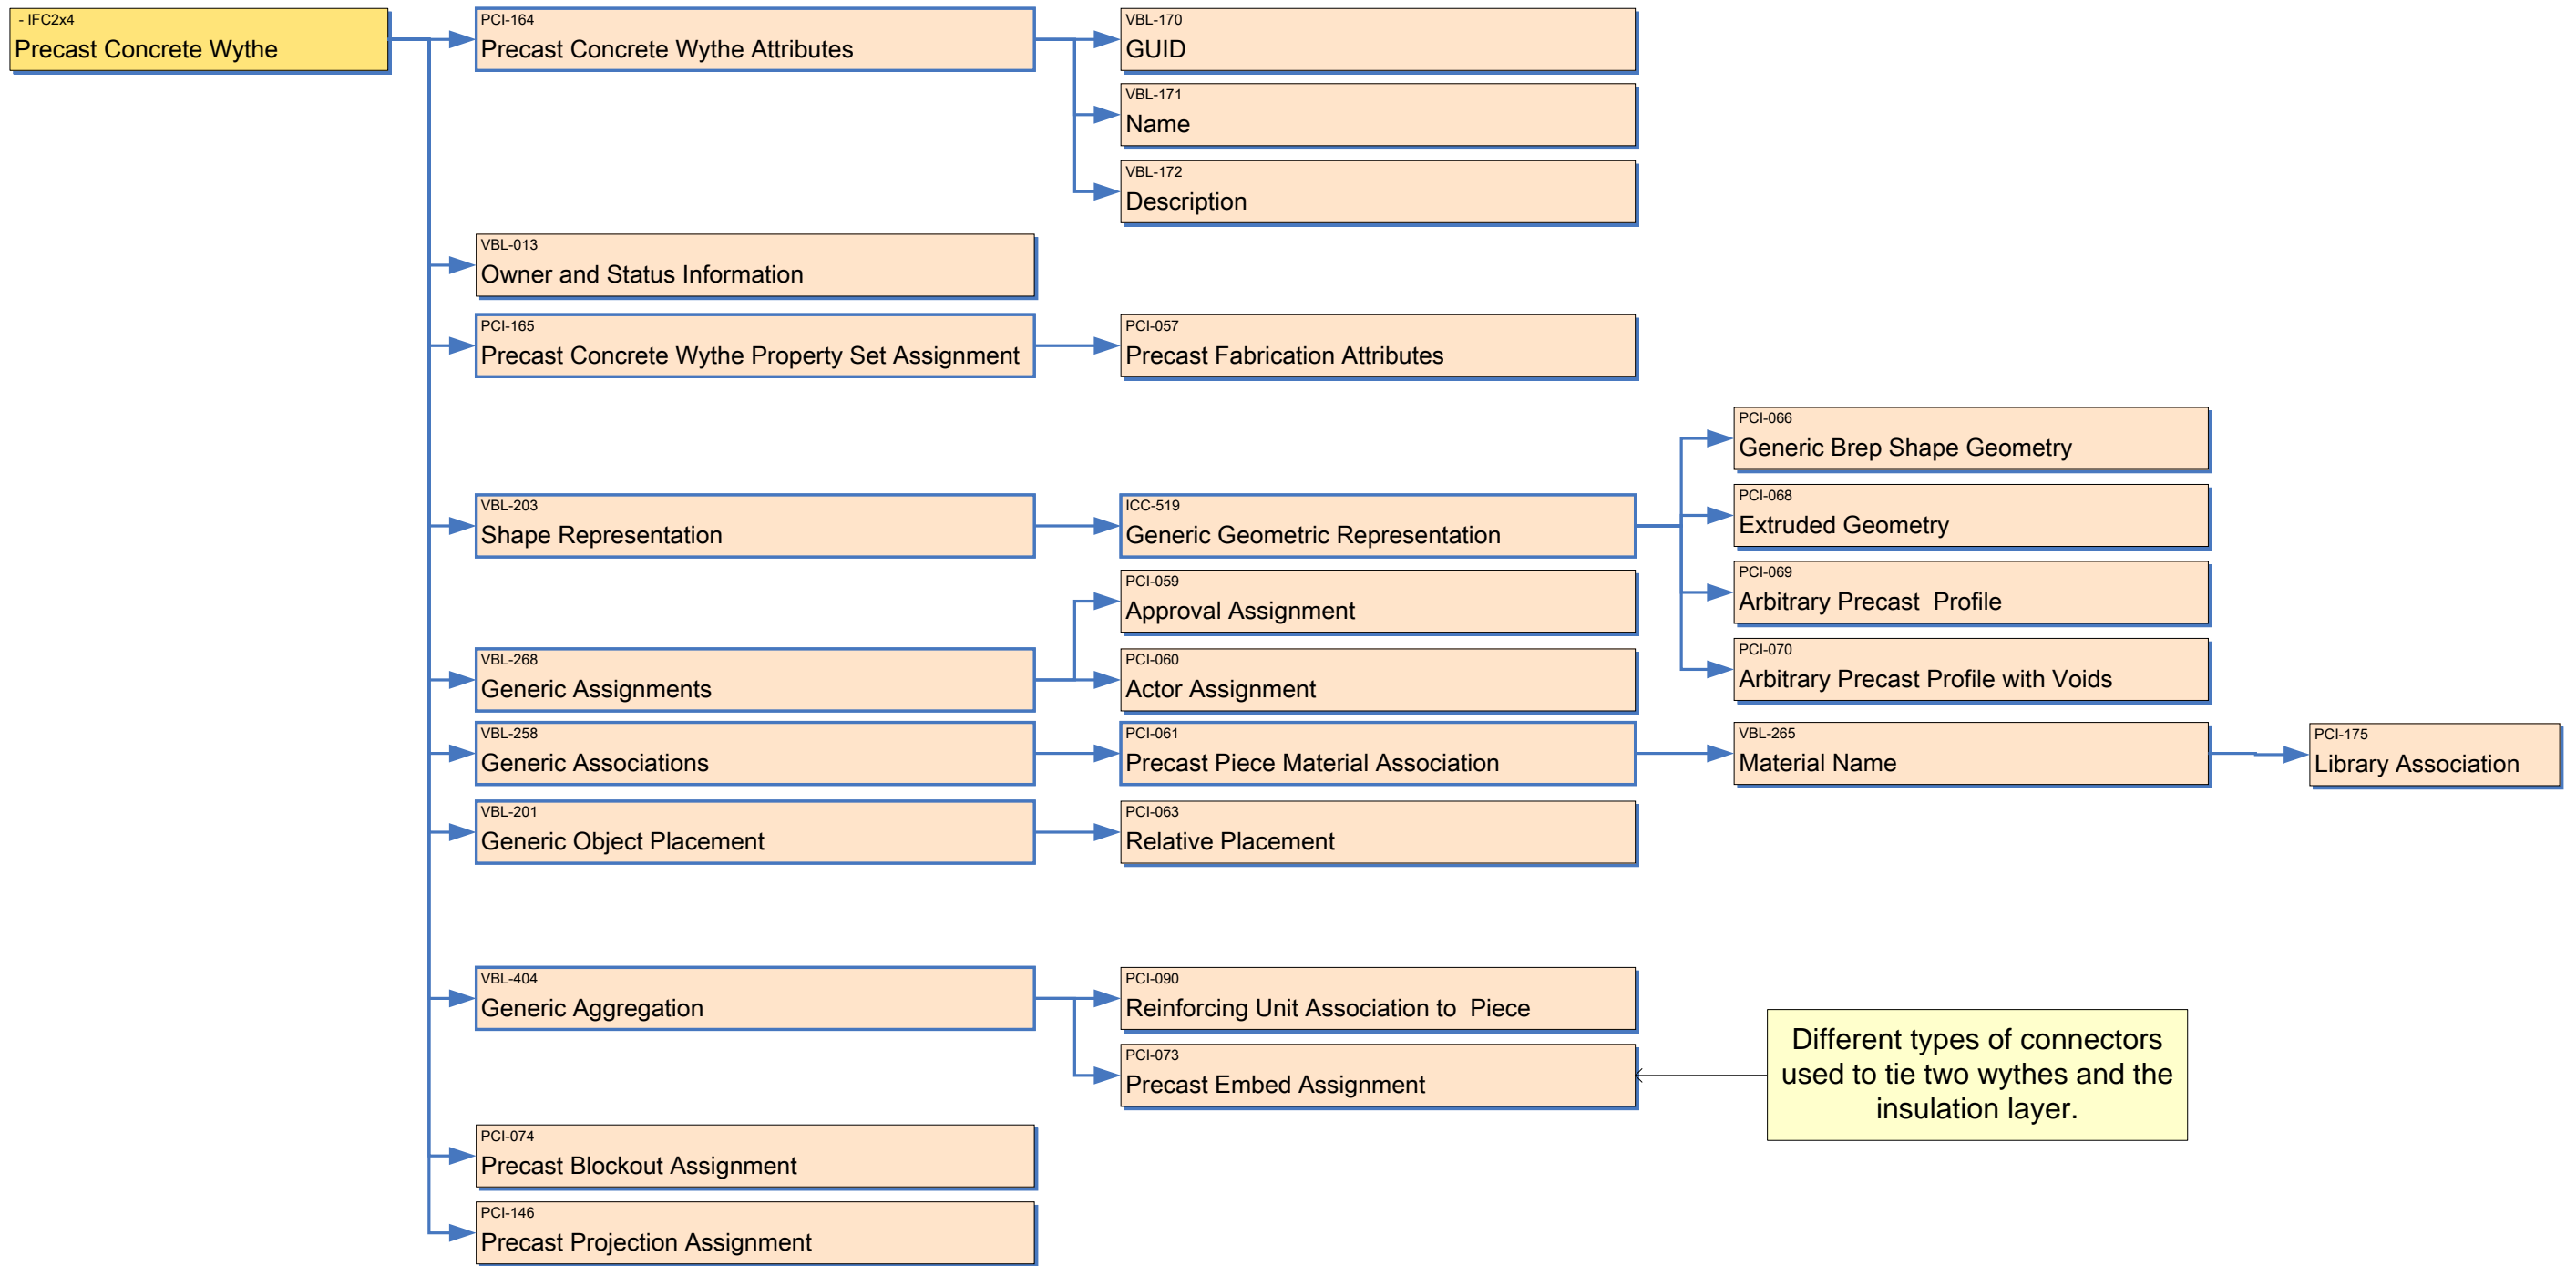 - IFC2x4
Precast Concrete Wythe
PCI-164
Precast Concrete Wythe Attributes
VBL-170
GUID
VBL-171
Name
VBL-172
Description
VBL-013
Owner and Status Information
PCI-165
Precast Concrete Wythe Property Set Assignment
PCI-057
Precast Fabrication Attributes
VBL-203
Shape Representation
ICC-519
Generic Geometric Representation
PCI-066
Generic Brep Shape Geometry
PCI-068
Extruded Geometry
PCI-069
Arbitrary Precast  Profile
PCI-070
Arbitrary Precast Profile with Voids
VBL-268
Generic Assignments
PCI-059
Approval Assignment
PCI-060
Actor Assignment
VBL-258
Generic Associations
PCI-061
Precast Piece Material Association
VBL-265
Material Name
PCI-175
Library Association
VBL-201
Generic Object Placement
PCI-063
Relative Placement
VBL-404
Generic Aggregation
PCI-090
Reinforcing Unit Association to  Piece
PCI-073
Precast Embed Assignment
Different types of connectors
used to tie two wythes and the
insulation layer.
PCI-074
Precast Blockout Assignment
PCI-146
Precast Projection Assignment